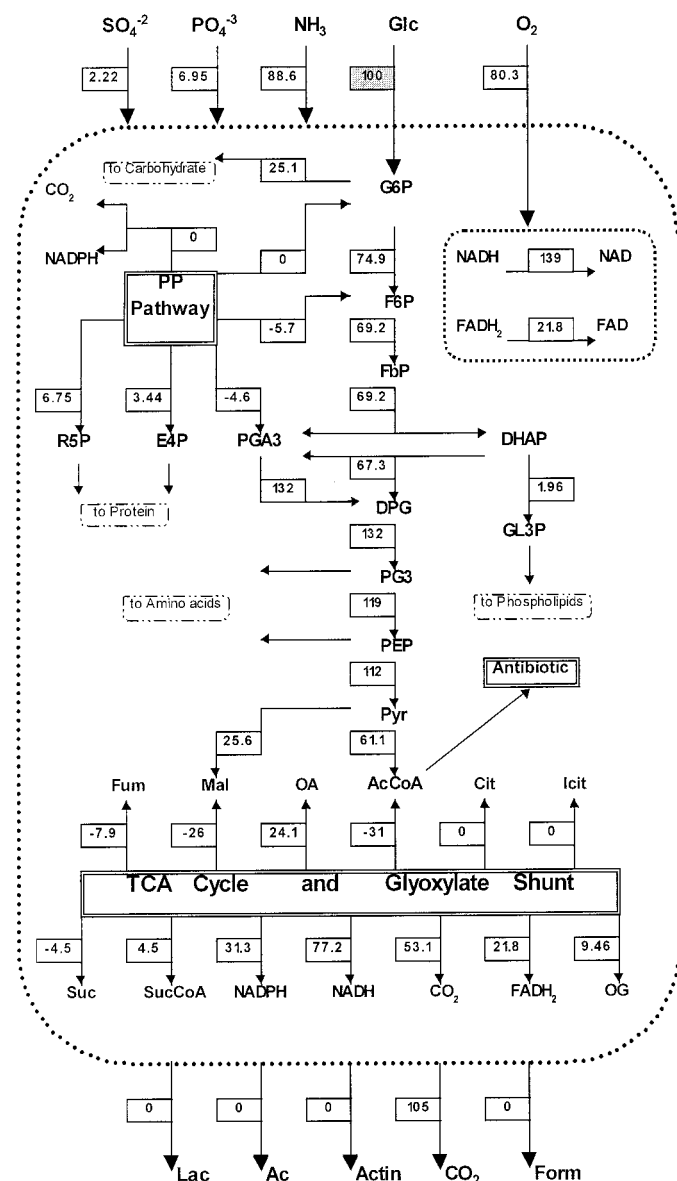 SO₄⁻² PO₄⁻³ NH₃ Glc O₂
2.22 6.95 88.6 100 80.3
to Carbohydrate 25.1
CO₂ G6P
0
NADPH 0 74.9 NADH 139 NAD
PP
Pathway F6P
-5.7 69.2 FADH₂ 21.8 FAD
FbP
6.75 3.44 -4.6 69.2
R5P E4P PGA3 DHAP
67.3
132 1.96
to Protein DPG
GL3P
132
PG3
to Amino acids 119 to Phospholipids
PEP
112 Antibiotic
Pyr
25.6 61.1
Fum Mal OA AcCoA Cit Icit
-7.9 -26 24.1 -31 0 0
TCA Cycle and Glyoxylate Shunt
-4.5 4.5 31.3 77.2 53.1 21.8 9.46
Suc SucCoA NADPH NADH CO₂ FADH₂ OG
0 0 0 105 0
Lac Ac Actin CO₂ Form